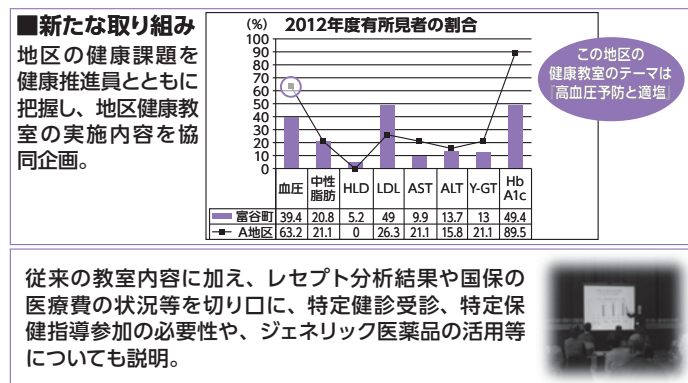 ■新たな取り組み
地区の健康課題を
健康推進員とともに
把握し、地区健康教
室の実施内容を協
同企画。
(%) 2012年度有所見者の割合
100
90
80
70
60
50
40
30
20
10
0
血圧 中性脂肪 HLD LDL AST ALT Y-GT Hb A1c
富谷町 39.4 20.8 5.2 49 9.9 13.7 13 49.4
A地区 63.2 21.1 0 26.3 21.1 15.8 21.1 89.5
この地区の
健康教室のテーマは
『高血圧予防と適塩』
従来の教室内容に加え、レセプト分析結果や国保の
医療費の状況等を切り口に、特定健診受診、特定保
健指導参加の必要性や、ジェネリック医薬品の活用等
についても説明。